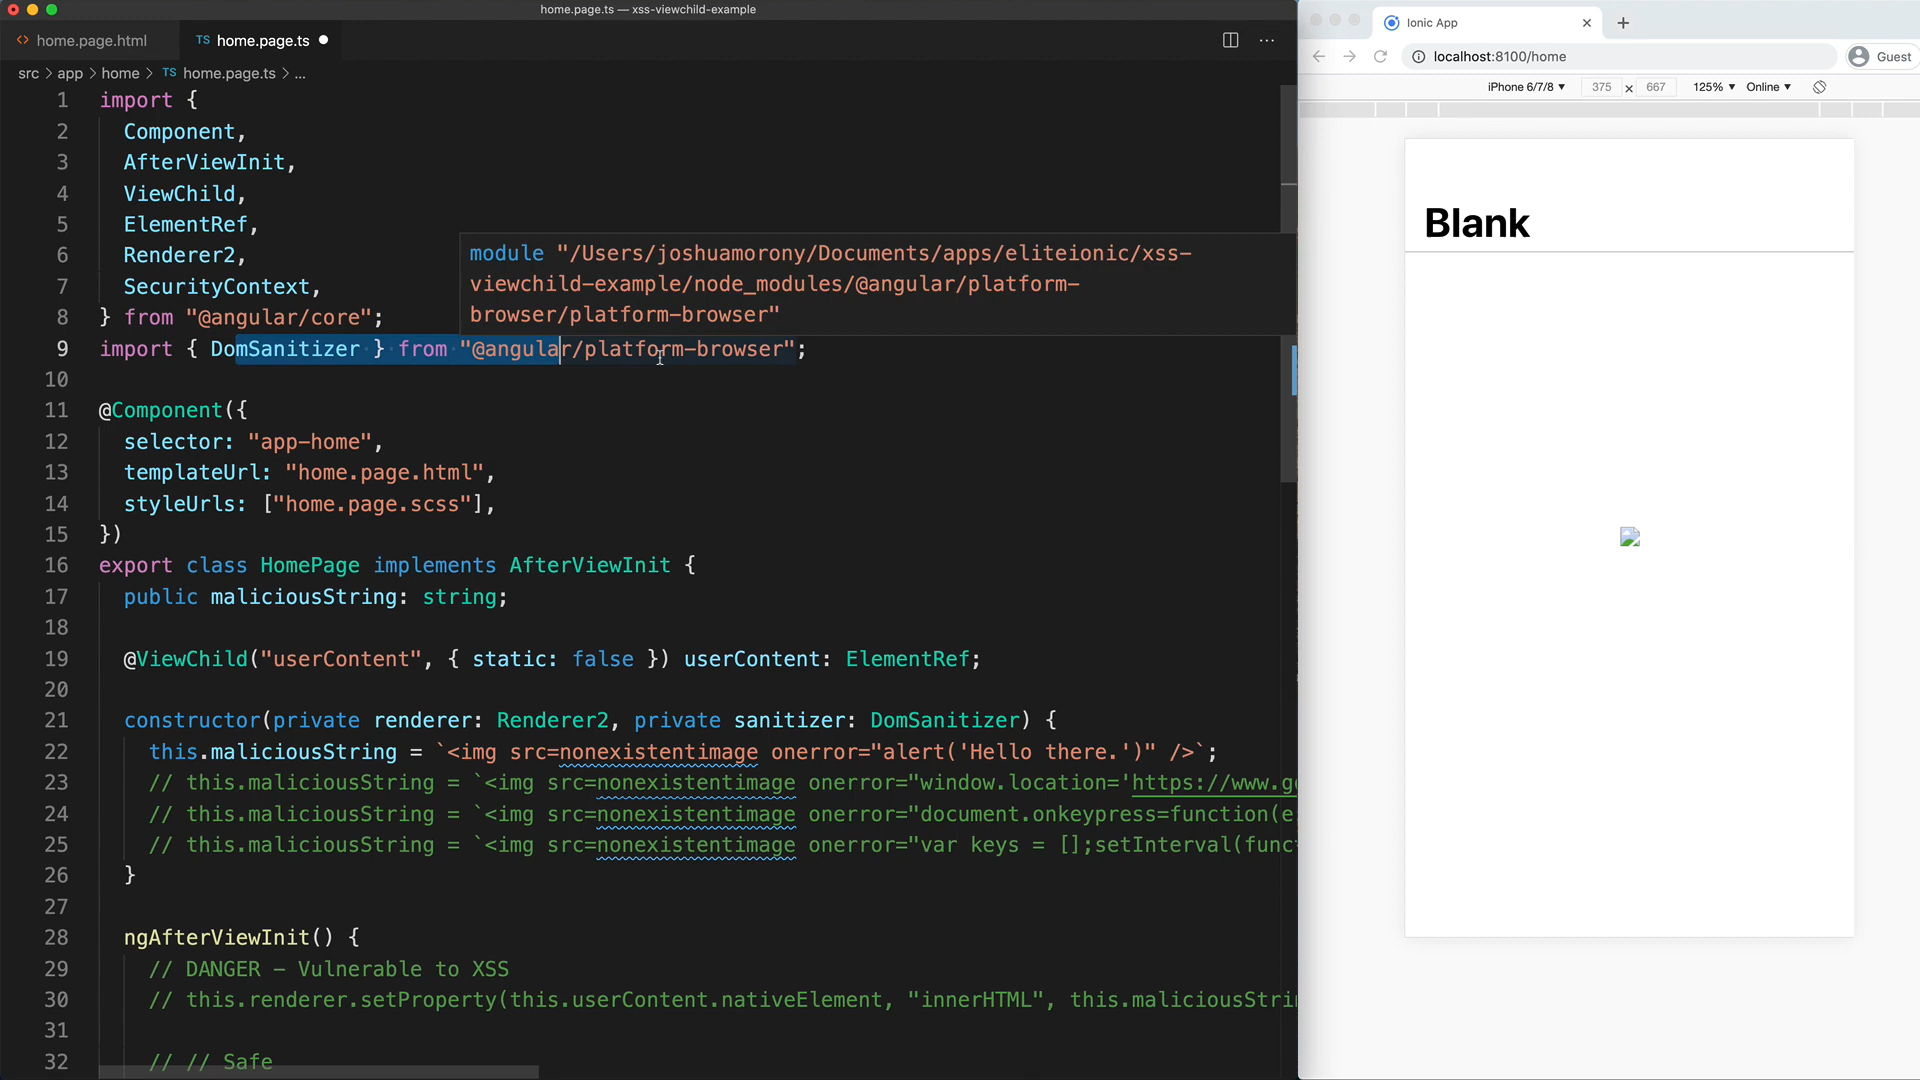 home.page.ts — xss-viewchild-example
home.page.html
TS home.page.ts
src > app > home > TS home.page.ts > ...
1 import {
2 Component,
3 AfterViewInit,
4 ViewChild,
5 ElementRef,
6 Renderer2,
7 SecurityContext,
8 } from "@angular/core";
module "/Users/joshuamorony/Documents/apps/eliteionic/xss-
viewchild-example/node_modules/@angular/platform-
browser/platform-browser"
9 import { DomSanitizer } from "@angular/platform-browser";
10
11 @Component({
12 selector: "app-home",
13 templateUrl: "home.page.html",
14 styleUrls: ["home.page.scss"],
15 })
16 export class HomePage implements AfterViewInit {
17 public maliciousString: string;
18
19 @ViewChild("userContent", { static: false }) userContent: ElementRef;
20
21 constructor(private renderer: Renderer2, private sanitizer: DomSanitizer) {
22 this.maliciousString = `<img src=nonexistentimage onerror="alert('Hello there.')" />`;
23 // this.maliciousString = `<img src=nonexistentimage onerror="window.location='https://www.g
24 // this.maliciousString = `<img src=nonexistentimage onerror="document.onkeypress=function(e
25 // this.maliciousString = `<img src=nonexistentimage onerror="var keys = [];setInterval(func
26 }
27
28 ngAfterViewInit() {
29 // DANGER – Vulnerable to XSS
30 // this.renderer.setProperty(this.userContent.nativeElement, "innerHTML", this.maliciousStri
31
32 // // Safe
Ionic App
localhost:8100/home
Guest
iPhone 6/7/8 ▼ 375 × 667 125% ▼ Online ▼
Blank